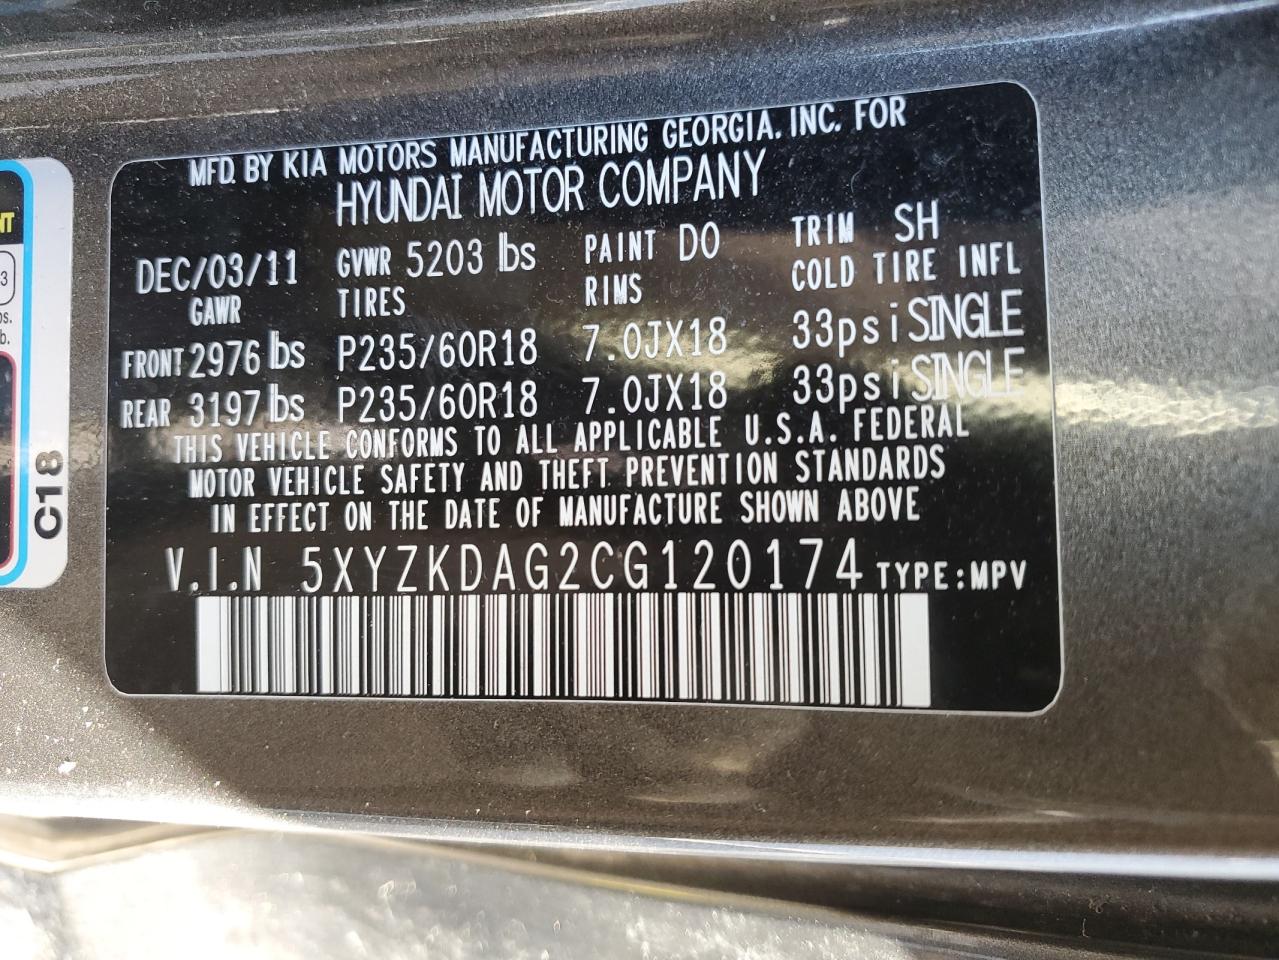 MFD. BY KIA MOTORS MANUFACTURING GEORGIA. INC. FOR
HYUNDAI MOTOR COMPANY
DEC/03/11 GVWR 5203 lbs PAINT DO TRIM SH
GAWR TIRES RIMS COLD TIRE INFL
FRONT 2976 lbs P235/60R18 7.0JX18 33psi SINGLE
REAR 3197 lbs P235/60R18 7.0JX18 33psi SINGLE
THIS VEHICLE CONFORMS TO ALL APPLICABLE U.S.A. FEDERAL
MOTOR VEHICLE SAFETY AND THEFT PREVENTION STANDARDS
IN EFFECT ON THE DATE OF MANUFACTURE SHOWN ABOVE
V.I.N 5XYZKDAG2CG120174 TYPE:MPV
C18